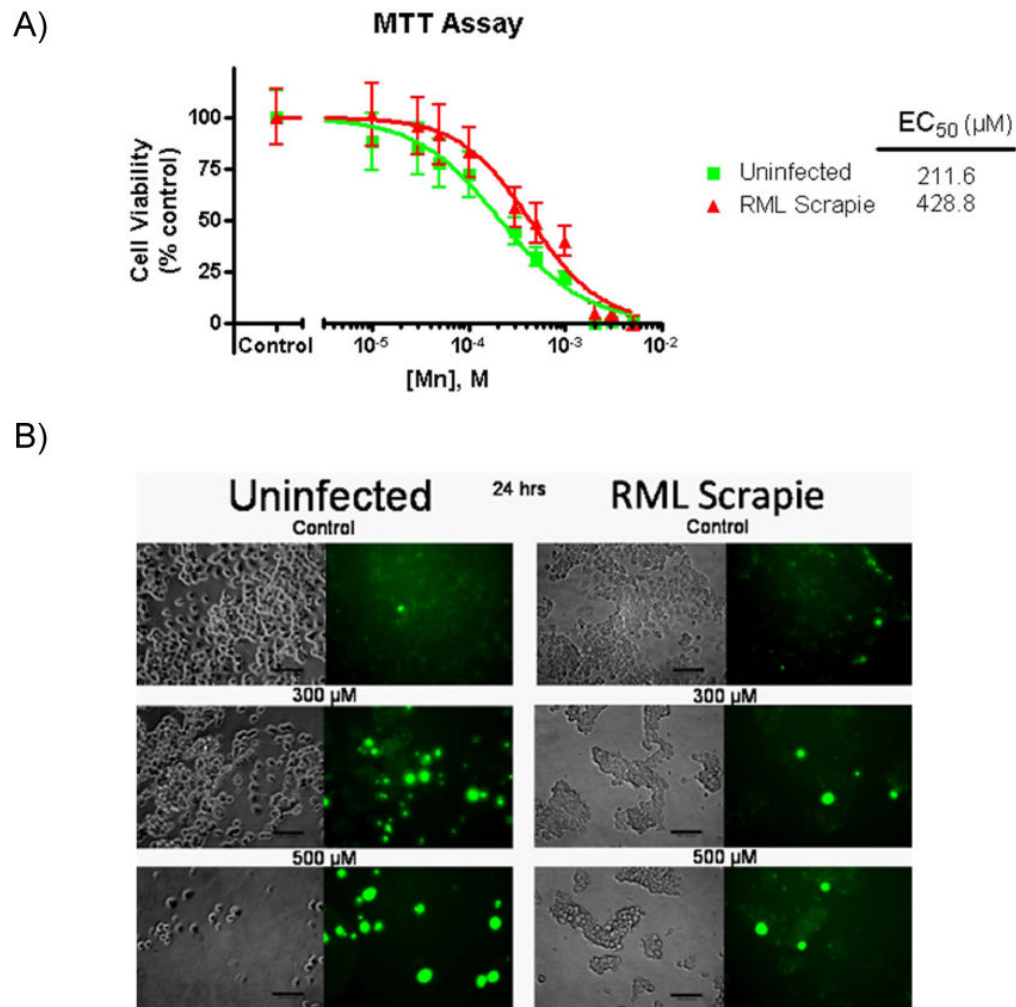 A)
MTT Assay
Cell Viability
(% control)
100
75
50
25
0
Control
10-5
10-4
10-3
10-2
[Mn], M
EC50 (µM)
Uninfected 211.6
RML Scrapie 428.8
B)
Uninfected 24 hrs RML Scrapie
Control Control
300 µM 300 µM
500 µM 500 µM